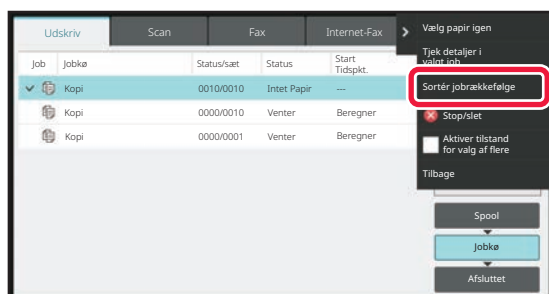 Udskriv
Scan
Fax
Internet-Fax
Job
Jobkø
Status/sæt
Status
Start
Tidspkt.
Kopi
0010/0010
Intet Papir
---
Kopi
0000/0010
Venter
Beregner
Kopi
0000/0001
Venter
Beregner
Vælg papir igen
Tjek detaljer i
valgt job
Sortér jobrækkefølge
Stop/slet
Aktiver tilstand
for valg af flere
Tilbage
Spool
Jobkø
Afsluttet